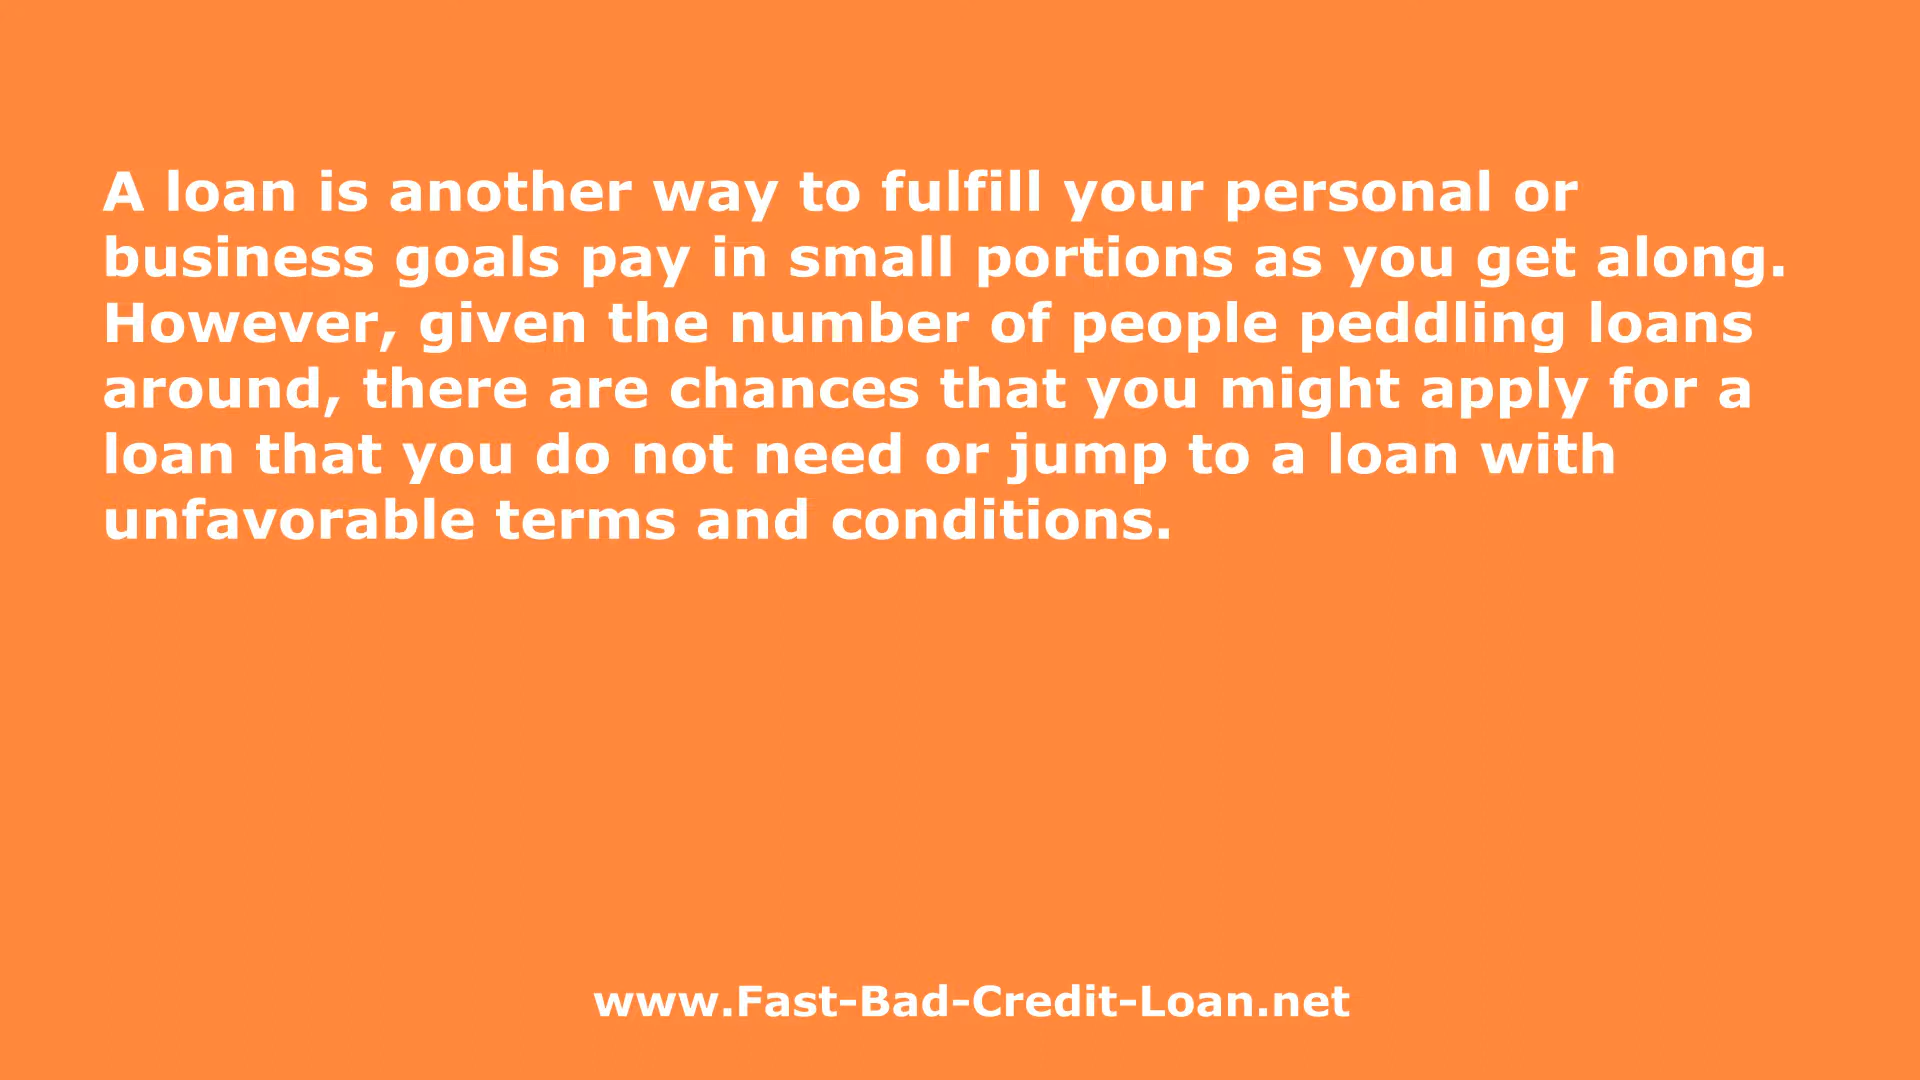 A loan is another way to fulfill your personal or
business goals pay in small portions as you get along.
However, given the number of people peddling loans
around, there are chances that you might apply for a
loan that you do not need or jump to a loan with
unfavorable terms and conditions.
www.Fast-Bad-Credit-Loan.net